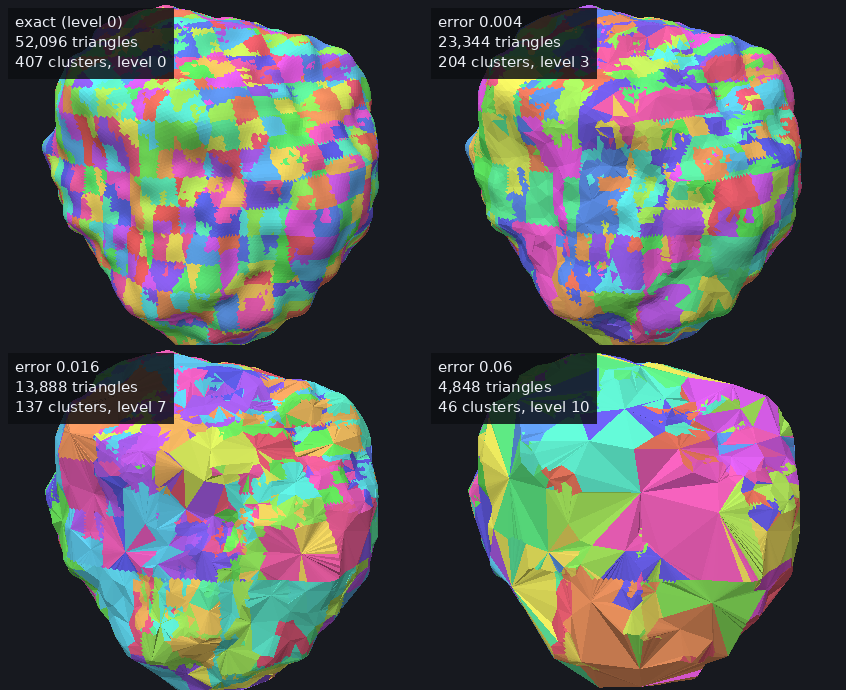 exact (level 0)
52,096 triangles
407 clusters, level 0
error 0.004
23,344 triangles
204 clusters, level 3
error 0.016
13,888 triangles
137 clusters, level 7
error 0.06
4,848 triangles
46 clusters, level 10